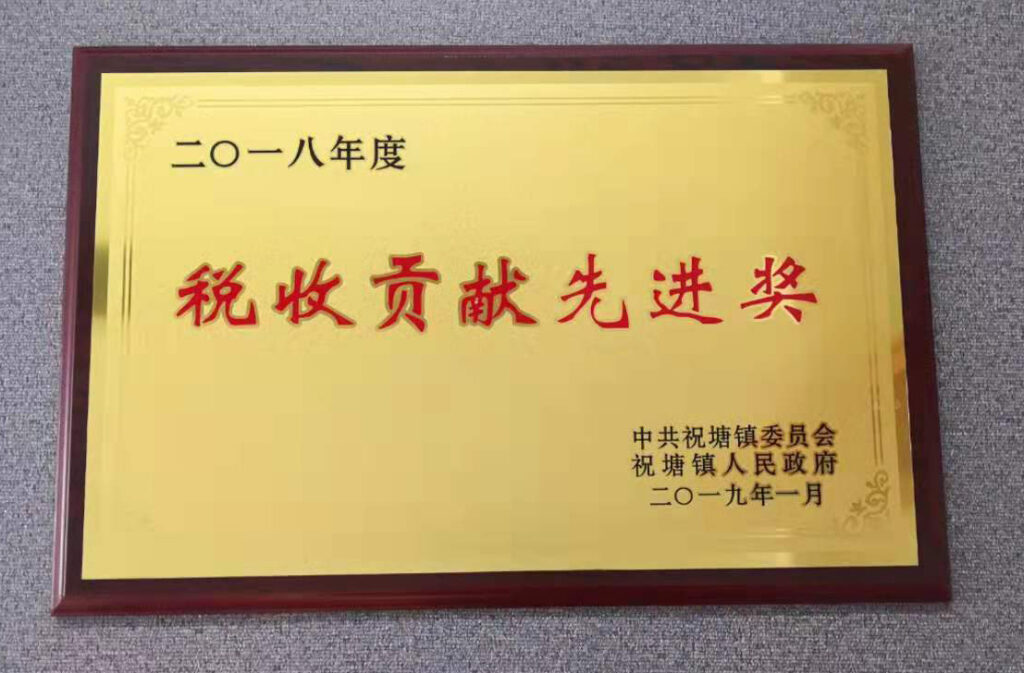 二〇一八年度
税收贡献先进奖
中共祝塘镇委员会
祝塘镇人民政府
二〇一九年一月